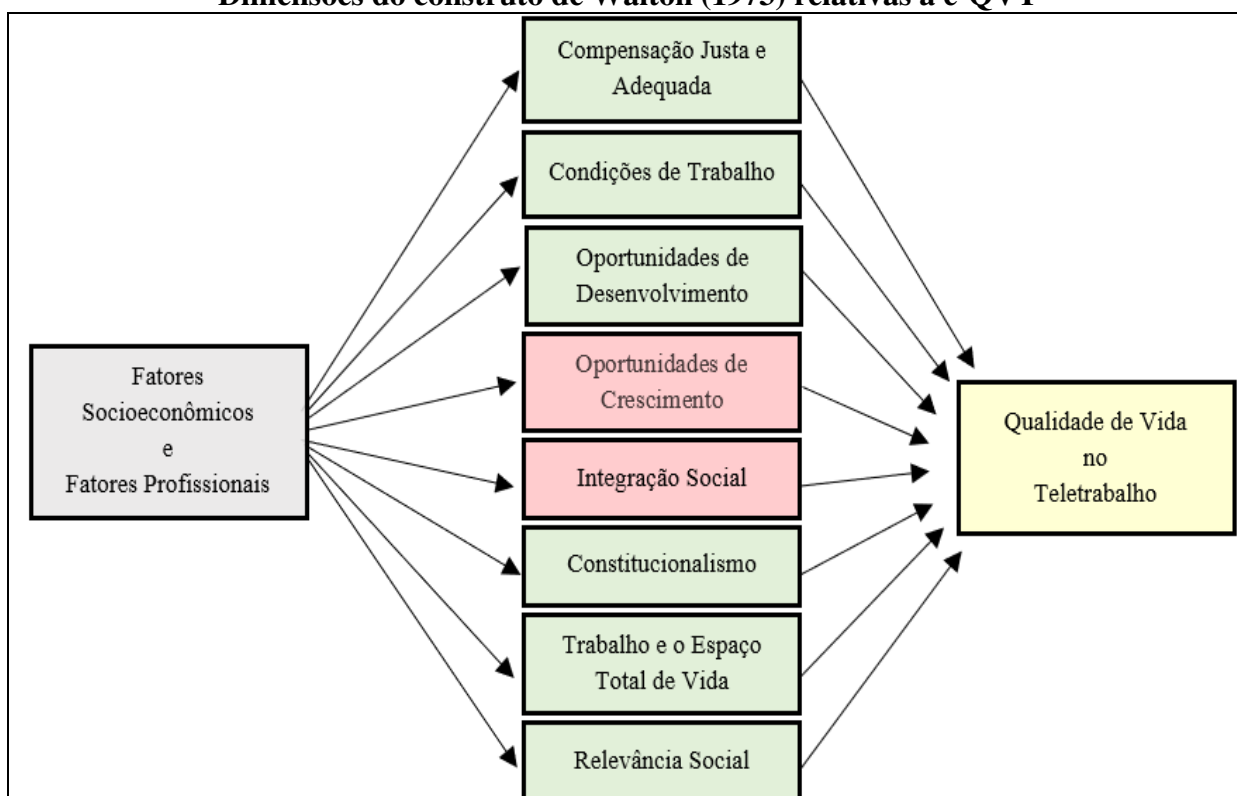 Dimensões do construto de Walton (1973) relativas à e-QVT
Compensação Justa e
Adequada
Condições de Trabalho
Oportunidades de
Desenvolvimento
Oportunidades de
Crescimento
Integração Social
Constitucionalismo
Trabalho e o Espaço
Total de Vida
Relevância Social
Fatores
Socioeconômicos
e
Fatores Profissionais
Qualidade de Vida
no
Teletrabalho